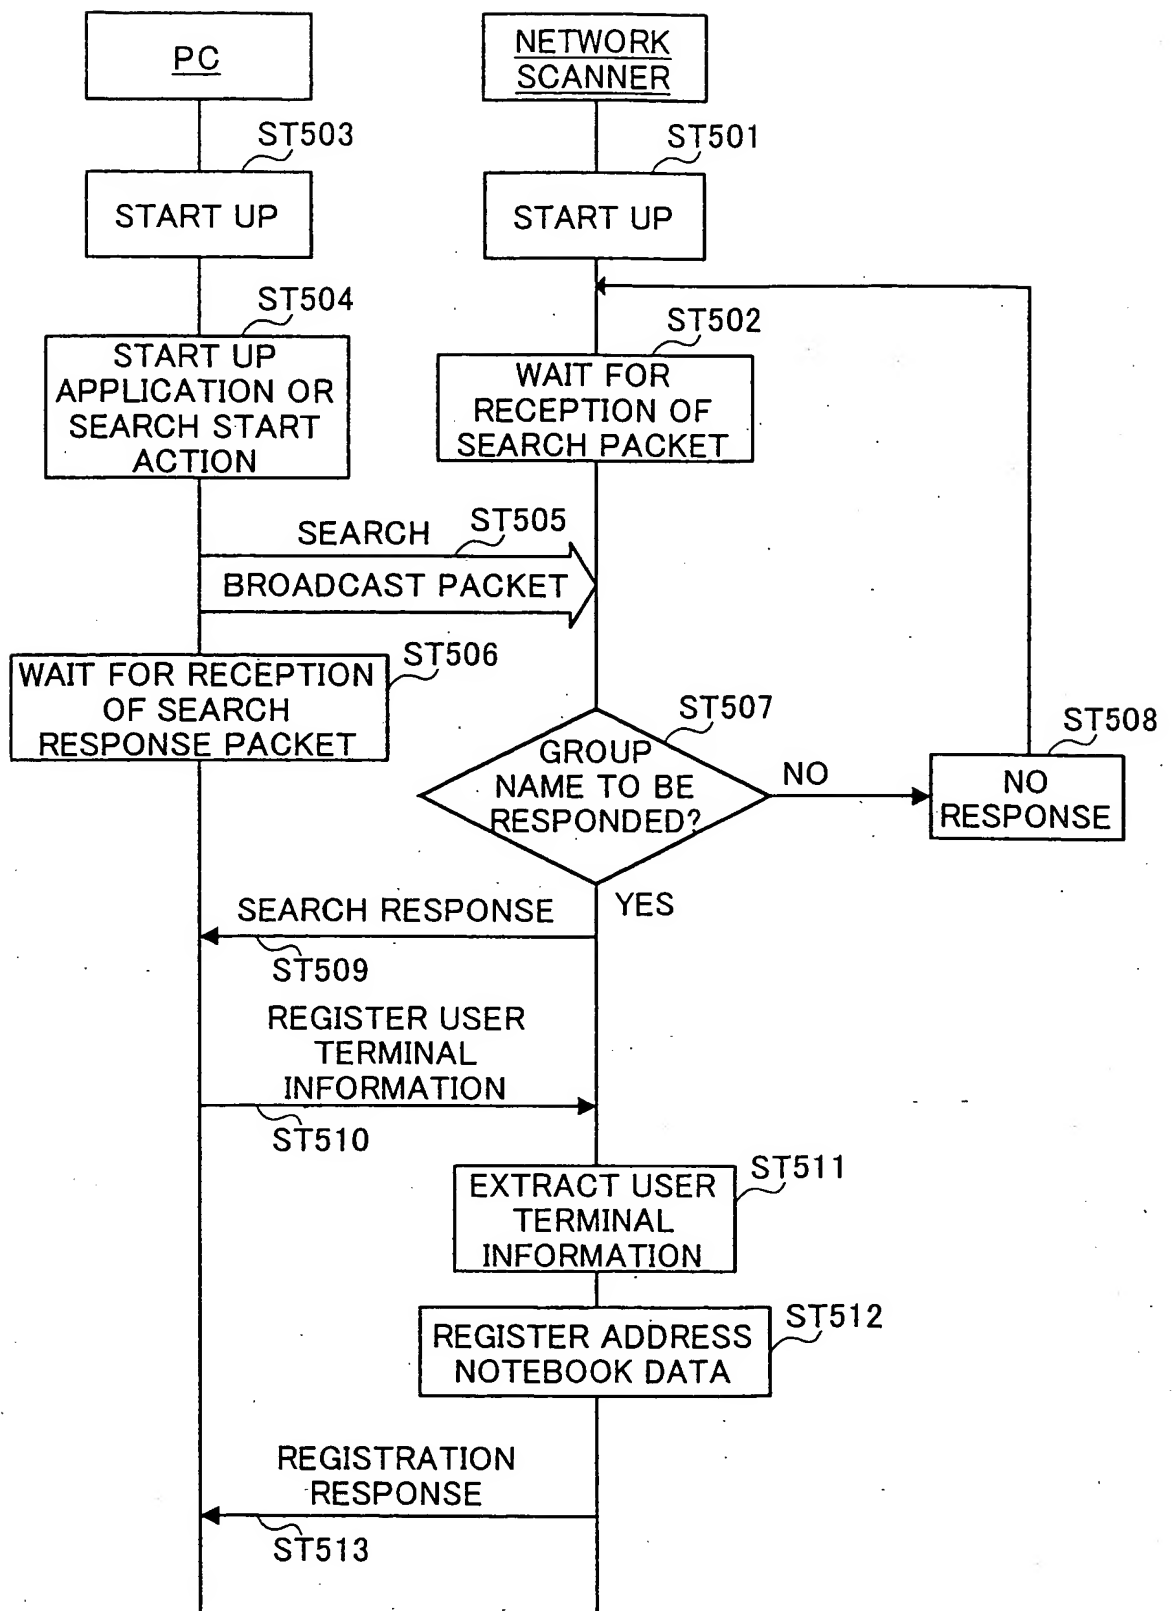 PC
NETWORK
SCANNER
ST503
ST501
START UP
START UP
ST504
ST502
START UP
APPLICATION OR
SEARCH START
ACTION
WAIT FOR
RECEPTION OF
SEARCH PACKET
SEARCH
ST505
BROADCAST PACKET
ST506
WAIT FOR RECEPTION
OF SEARCH
RESPONSE PACKET
ST507
GROUP
NAME TO BE
RESPONDED?
NO
ST508
NO
RESPONSE
YES
SEARCH RESPONSE
ST509
REGISTER USER
TERMINAL
INFORMATION
ST510
ST511
EXTRACT USER
TERMINAL
INFORMATION
ST512
REGISTER ADDRESS
NOTEBOOK DATA
REGISTRATION
RESPONSE
ST513